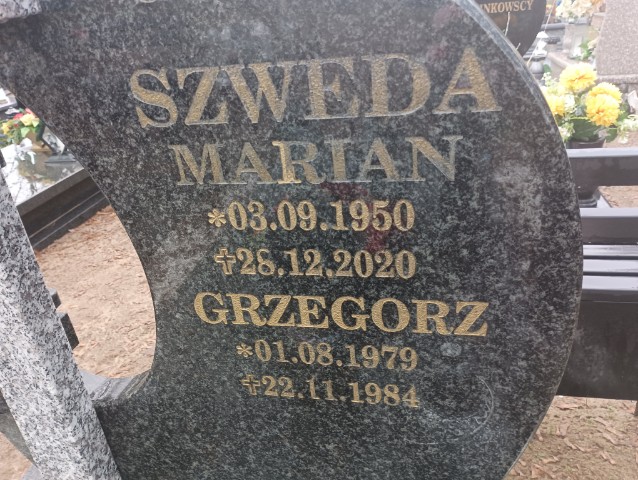 SZWEDA
MARIAN
*03.09.1950
✝28.12.2020
GRZEGORZ
*01.08.1979
✝22.11.1984